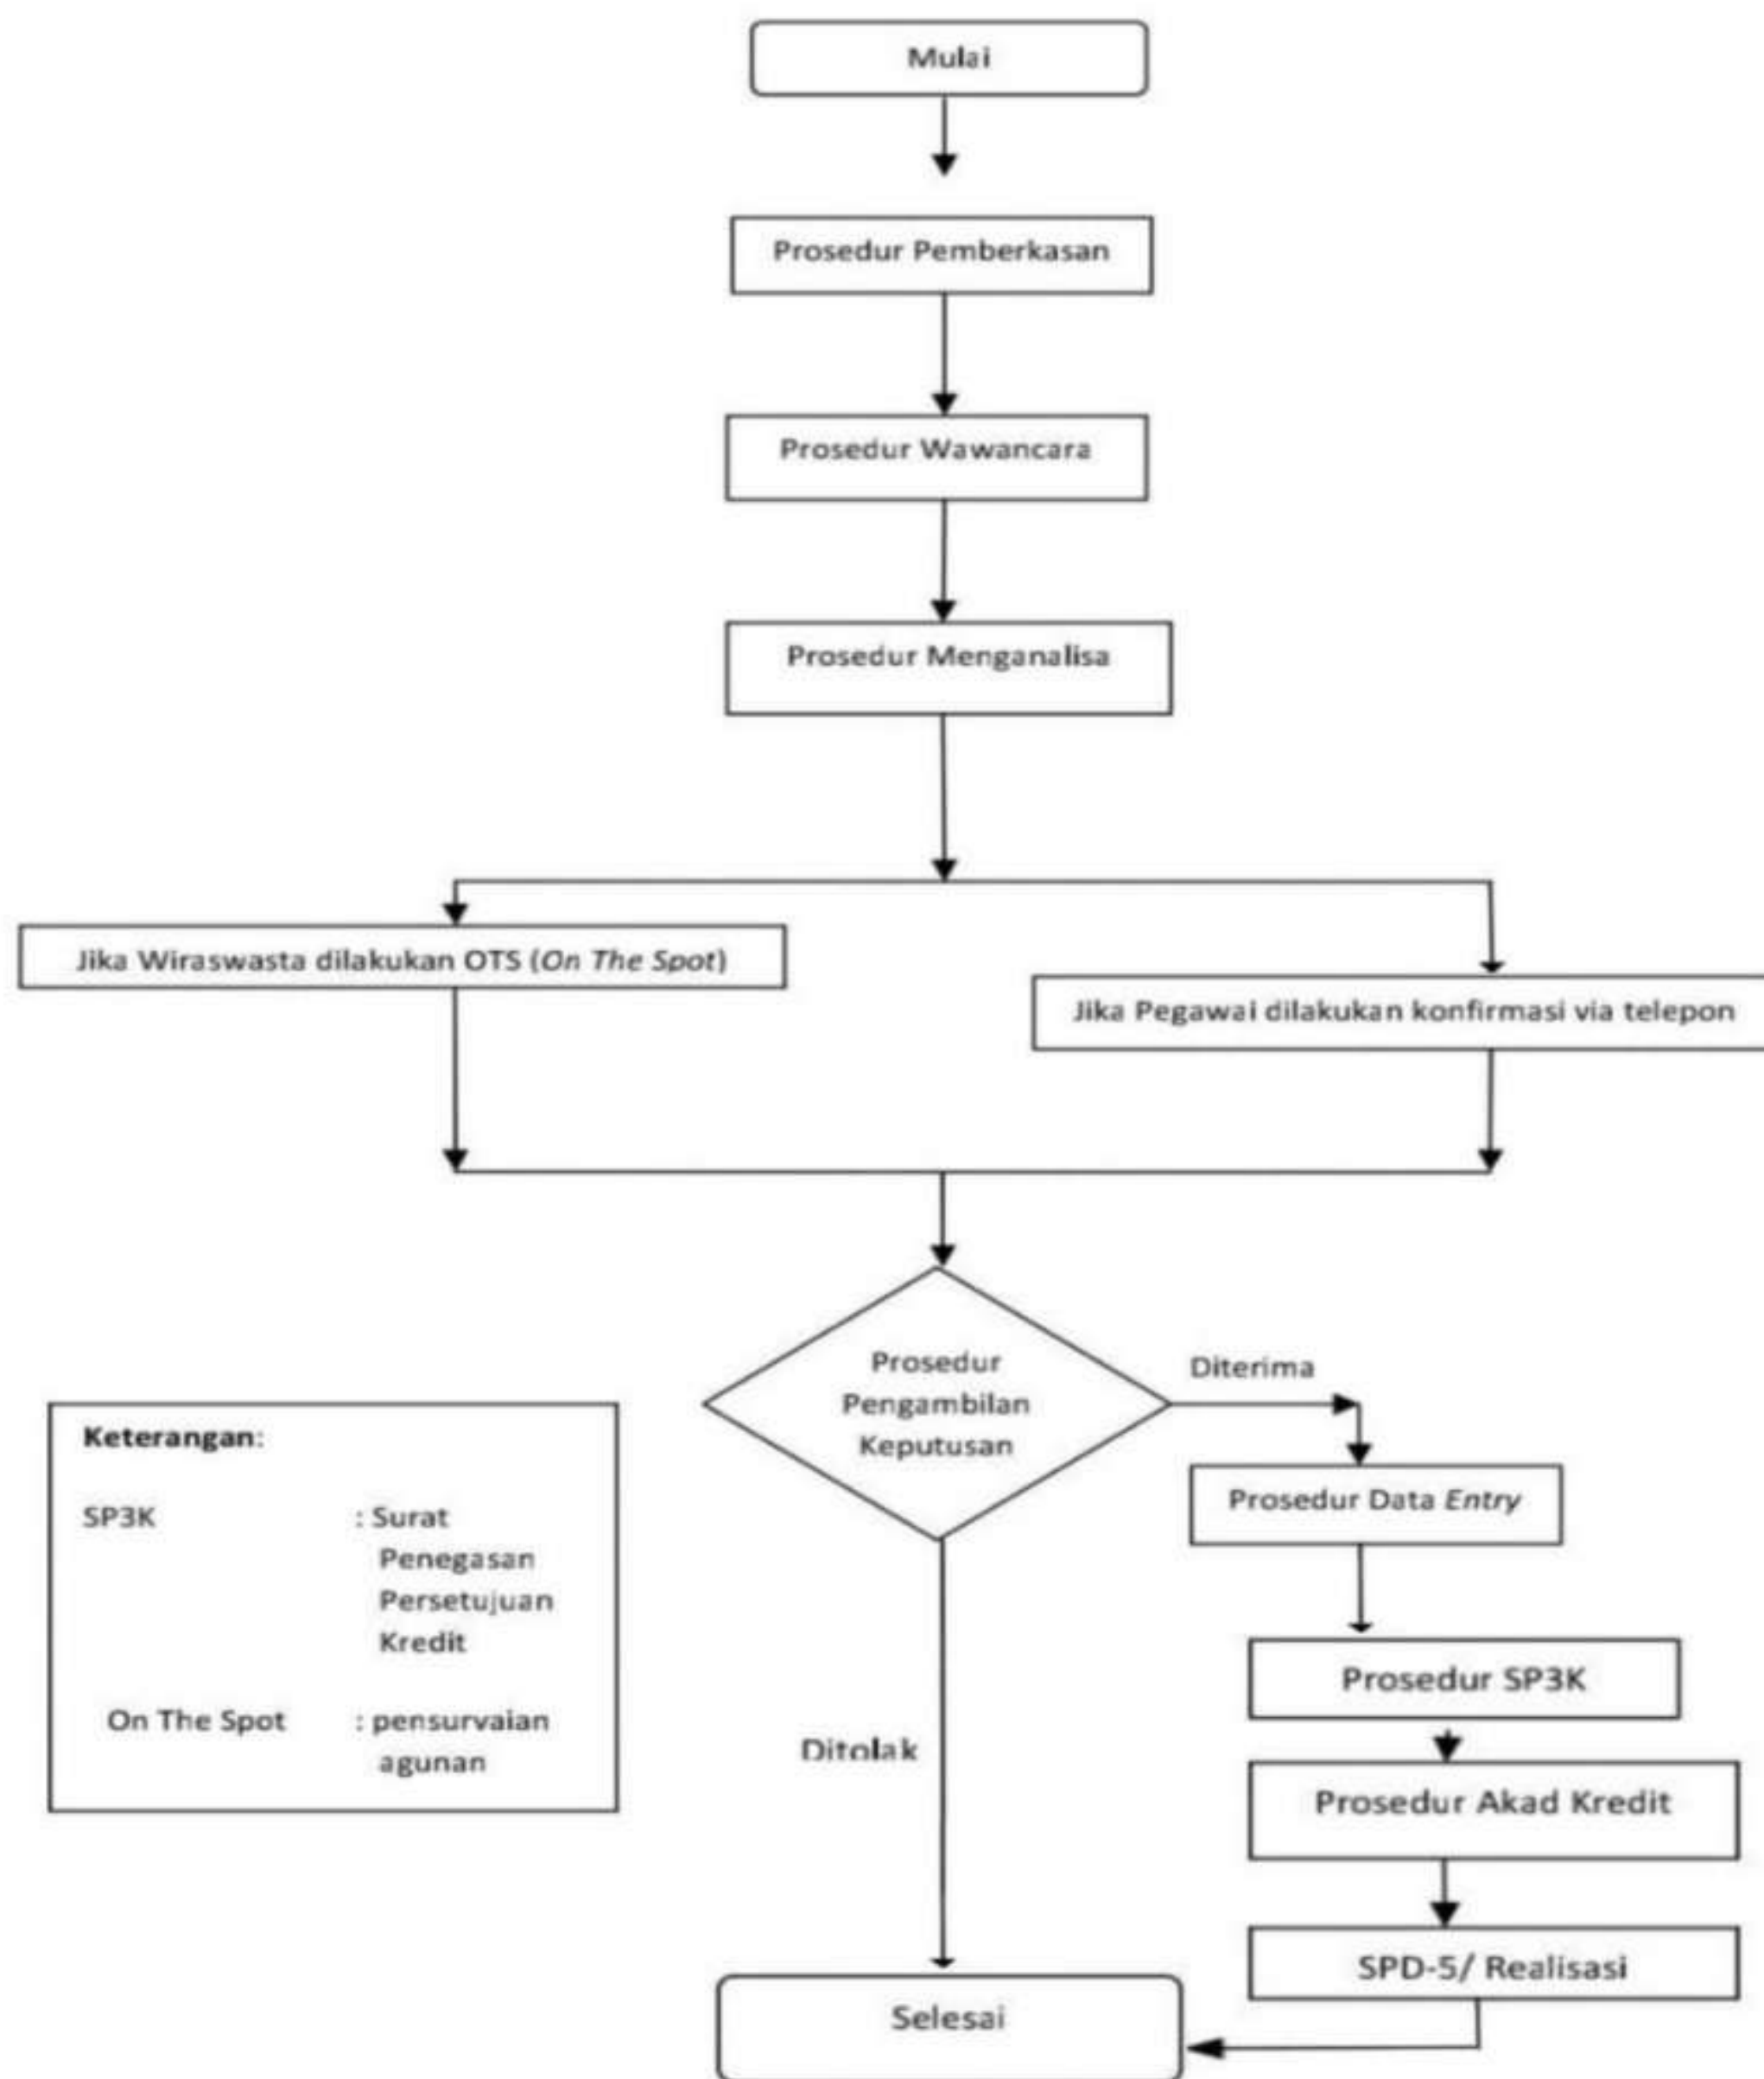 Mulai
Prosedur Pemberkasan
Prosedur Wawancara
Prosedur Menganalisa
Jika Wiraswasta dilakukan OTS (On The Spot)
Jika Pegawai dilakukan konfirmasi via telepon
Prosedur
Pengambilan
Keputusan
Diterima
Prosedur Data Entry
Keterangan:
SP3K : Surat
Penegasan
Persetujuan
Kredit
On The Spot : pensurvaian
agunan
Prosedur SP3K
Ditolak
Prosedur Akad Kredit
SPD-5/ Realisasi
Selesai